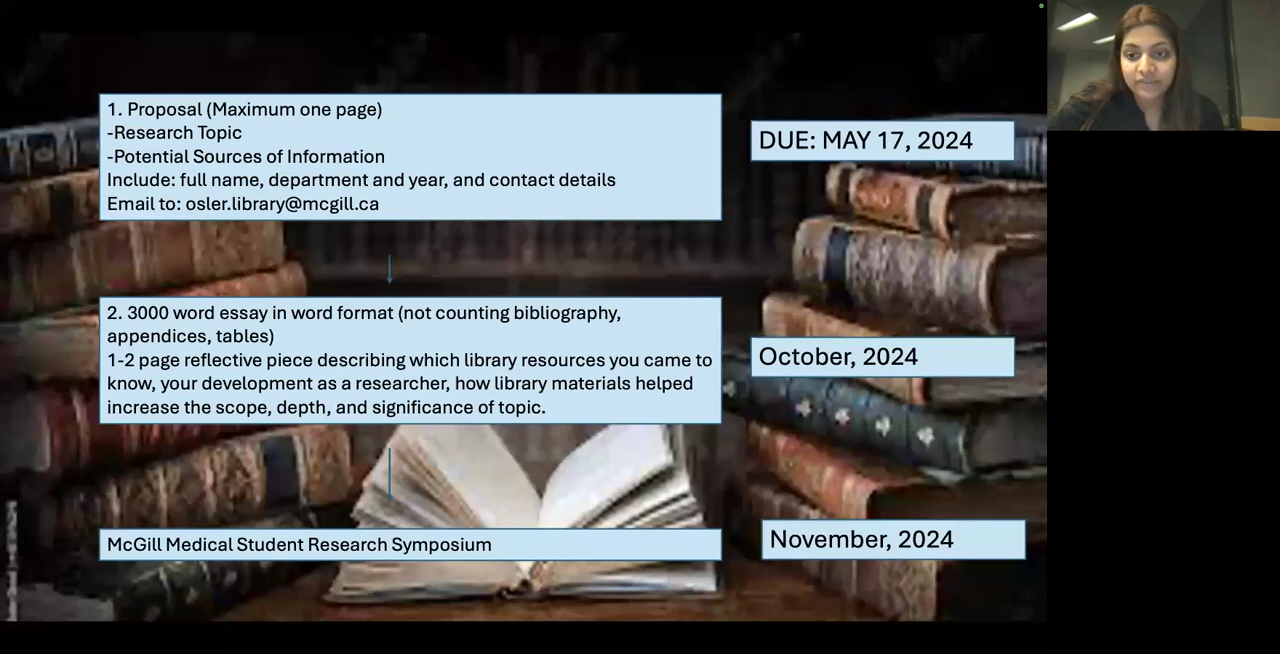 1. Proposal (Maximum one page)
-Research Topic
-Potential Sources of Information
Include: full name, department and year, and contact details
Email to: osler.library@mcgill.ca
DUE: MAY 17, 2024
2. 3000 word essay in word format (not counting bibliography,
appendices, tables)
1-2 page reflective piece describing which library resources you came to
know, your development as a researcher, how library materials helped
increase the scope, depth, and significance of topic.
October, 2024
McGill Medical Student Research Symposium
November, 2024